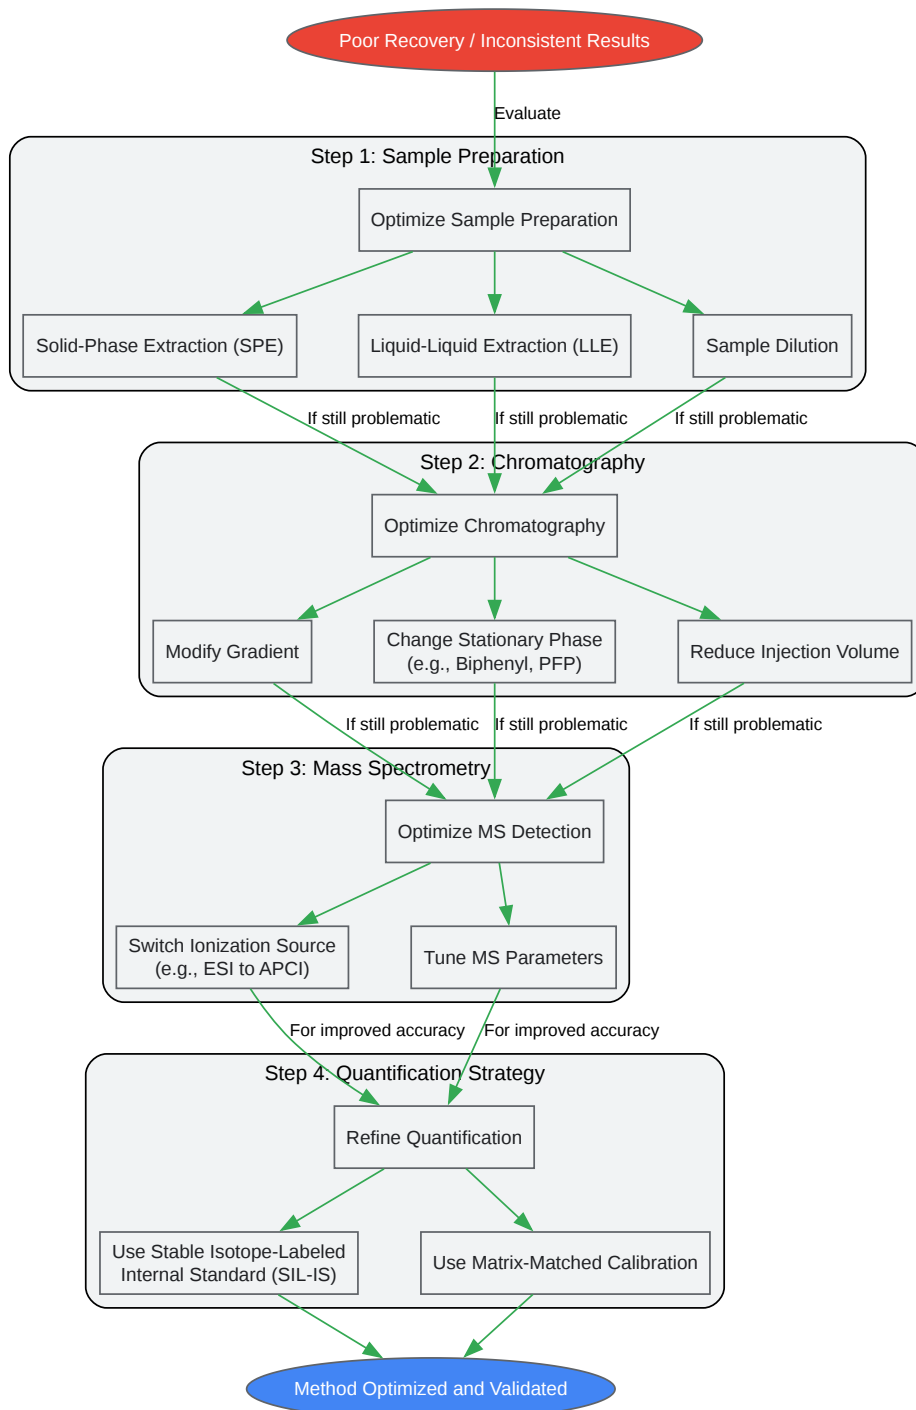 Poor Recovery / Inconsistent Results
Evaluate
Step 1: Sample Preparation
Optimize Sample Preparation
Solid-Phase Extraction (SPE)
Liquid-Liquid Extraction (LLE)
Sample Dilution
If still problematic
If still problematic
If still problematic
Step 2: Chromatography
Optimize Chromatography
Modify Gradient
Change Stationary Phase
(e.g., Biphenyl, PFP)
Reduce Injection Volume
If still problematic
If still problematic
If still problematic
Step 3: Mass Spectrometry
Optimize MS Detection
Switch Ionization Source
(e.g., ESI to APCI)
Tune MS Parameters
For improved accuracy
For improved accuracy
Step 4: Quantification Strategy
Refine Quantification
Use Stable Isotope-Labeled
Internal Standard (SIL-IS)
Use Matrix-Matched Calibration
Method Optimized and Validated